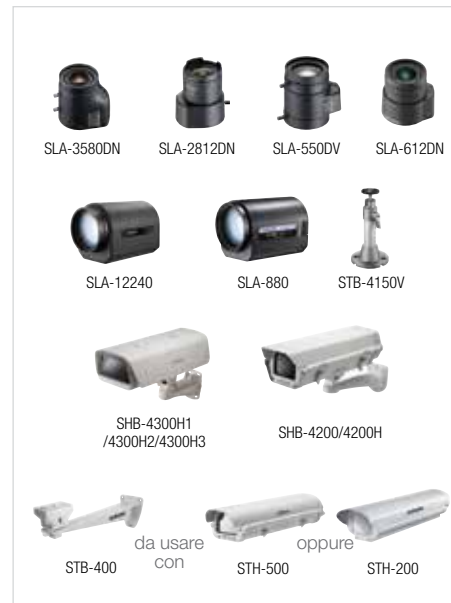 SLA-3580DN
SLA-2812DN
SLA-550DV
SLA-612DN
SLA-12240
SLA-880
STB-4150V
SHB-4300H1
/4300H2/4300H3
SHB-4200/4200H
da usare
con
oppure
STB-400
STH-500
STH-200